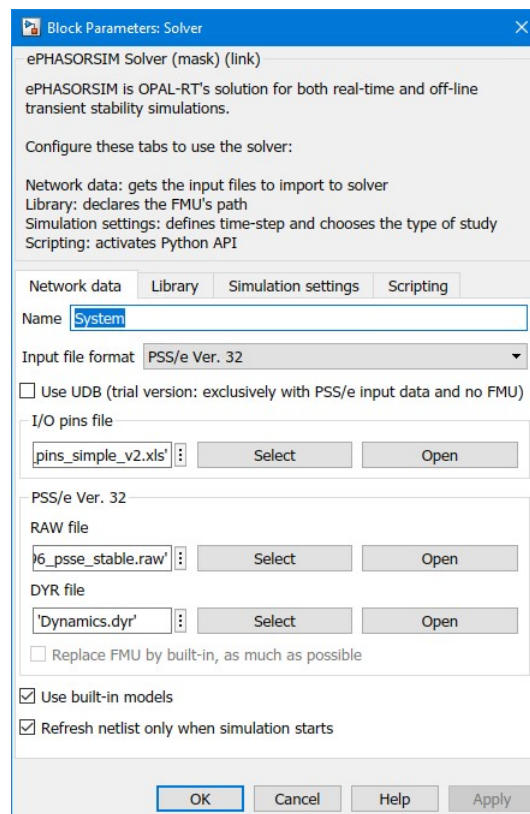 Block Parameters: Solver
ePHASORSIM Solver (mask) (link)
ePHASORSIM is OPAL-RT's solution for both real-time and off-line
transient stability simulations.
Configure these tabs to use the solver:
Network data: gets the input files to import to solver
Library: declares the FMU's path
Simulation settings: defines time-step and chooses the type of study
Scripting: activates Python API
Network data Library Simulation settings Scripting
Name System
Input file format PSS/e Ver. 32
Use UDB (trial version: exclusively with PSS/e input data and no FMU)
I/O pins file
pins_simple_v2.xls' Select Open
PSS/e Ver. 32
RAW file
96_psse_stable.raw' Select Open
DYR file
'Dynamics.dyr' Select Open
Replace FMU by built-in, as much as possible
Use built-in models
Refresh netlist only when simulation starts
OK Cancel Help Apply